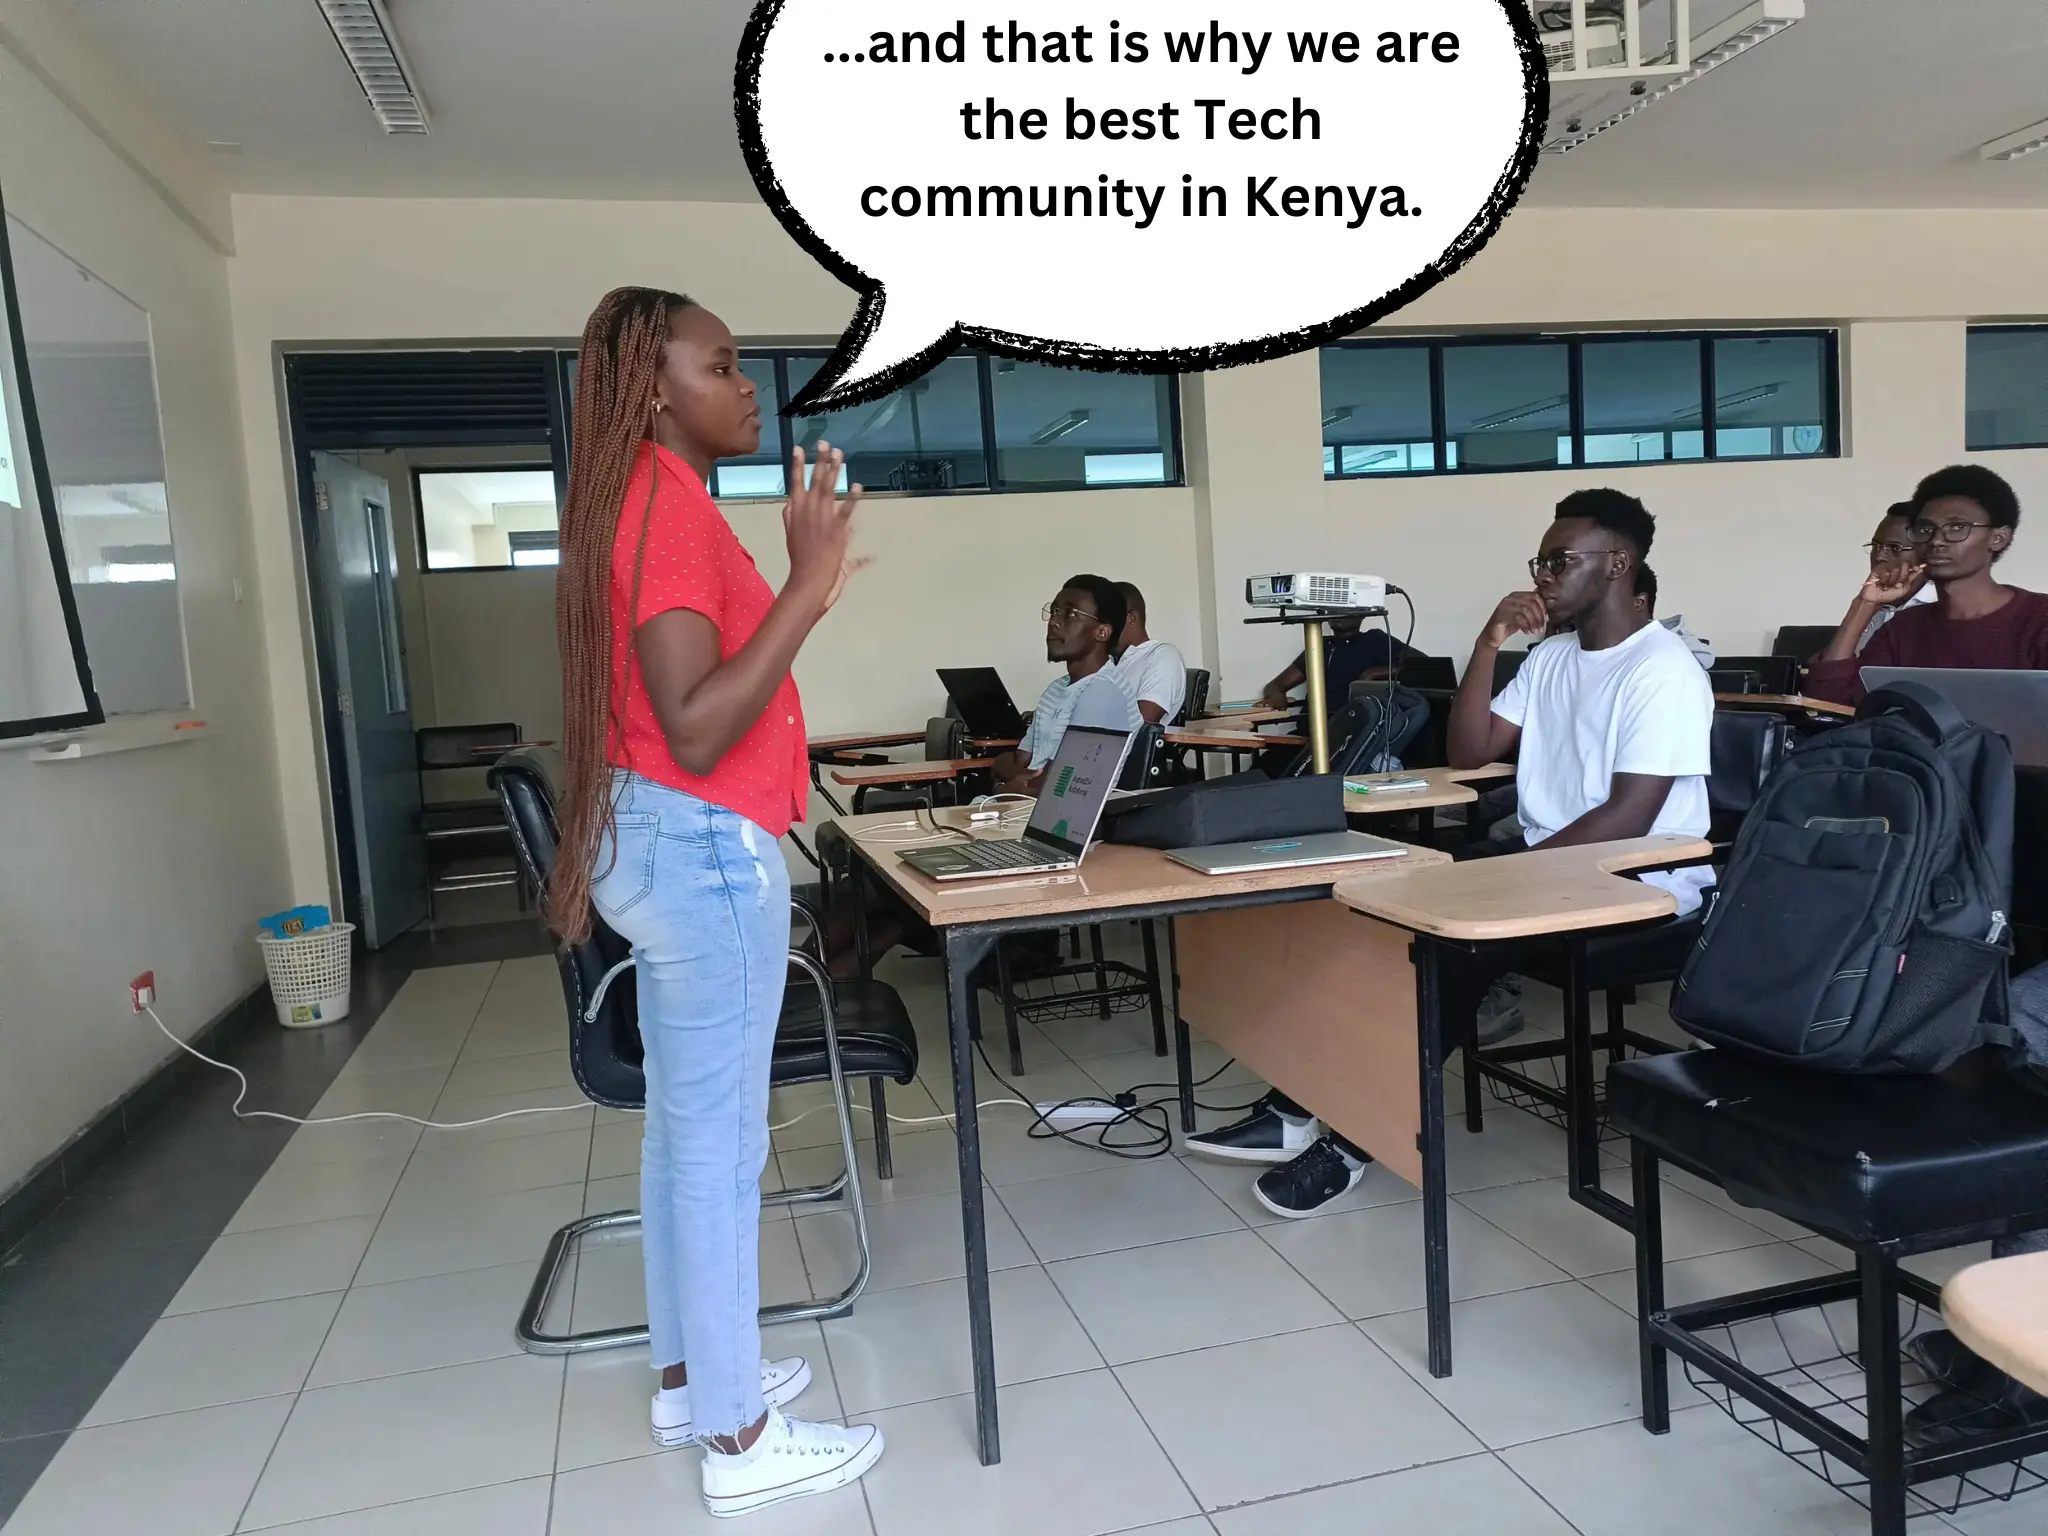 ...and that is why we are
the best Tech
community in Kenya.